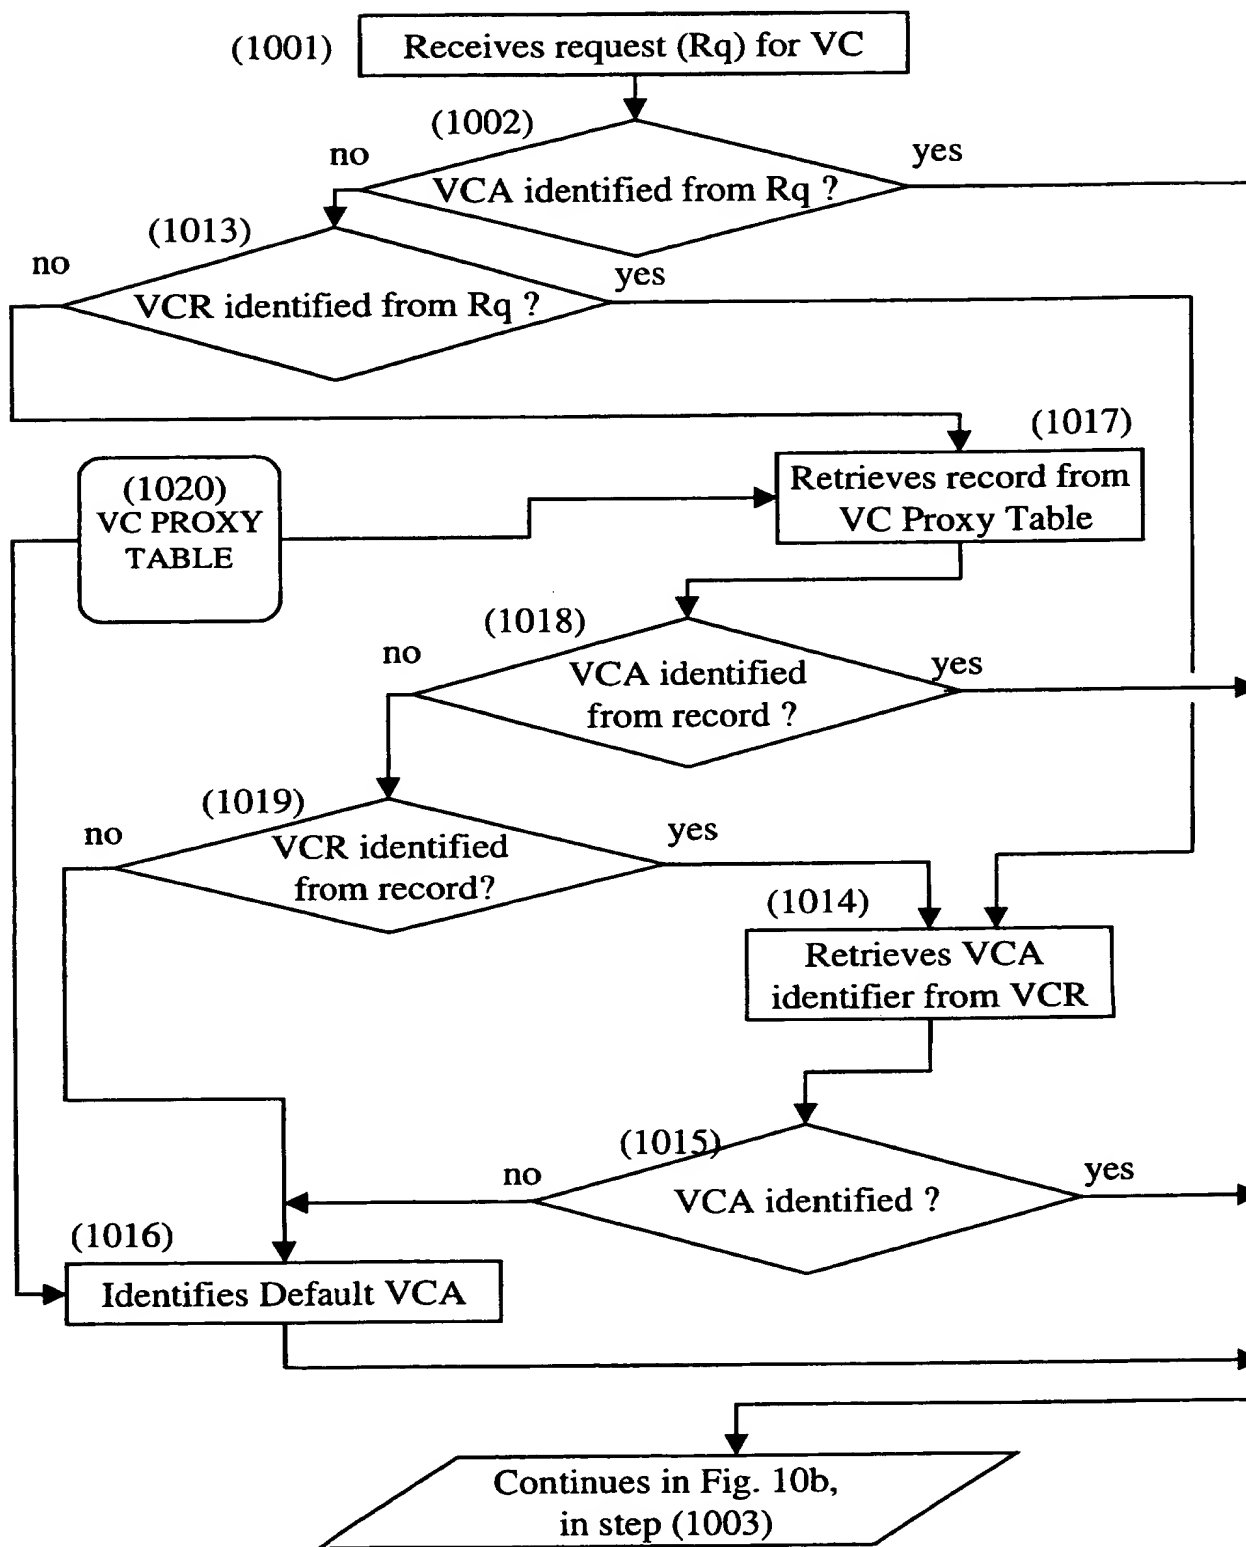 (1001)
Receives request (Rq) for VC
(1002)
no
yes
VCA identified from Rq ?
(1013)
no
yes
VCR identified from Rq ?
(1017)
Retrieves record from
VC Proxy Table
(1020)
VC PROXY
TABLE
(1018)
no
yes
VCA identified
from record ?
(1019)
no
yes
VCR identified
from record?
(1014)
Retrieves VCA
identifier from VCR
(1015)
no
yes
VCA identified ?
(1016)
Identifies Default VCA
Continues in Fig. 10b,
in step (1003)